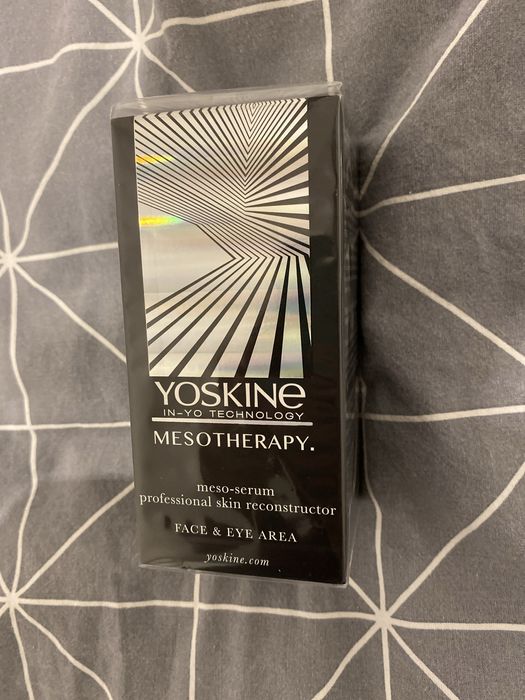 YOSKINE
IN-YO TECHNOLOGY
MESOTHERAPY.
meso-serum
professional skin reconstructor
FACE & EYE AREA
yoskine.com